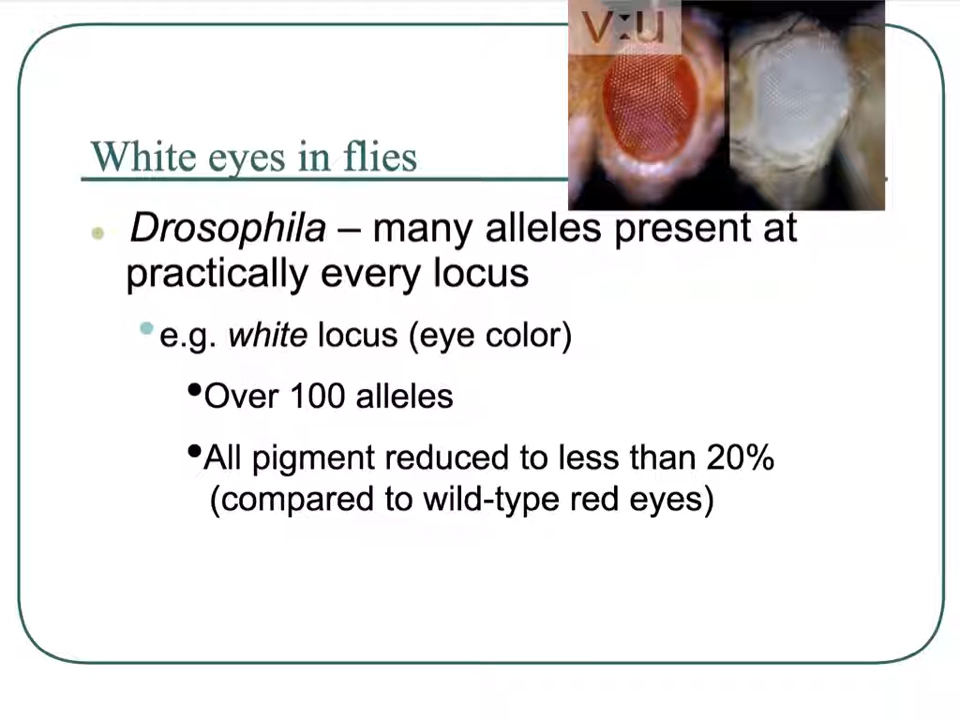 V:u
White eyes in flies
• Drosophila – many alleles present at
practically every locus
•e.g. white locus (eye color)
•Over 100 alleles
•All pigment reduced to less than 20%
(compared to wild-type red eyes)